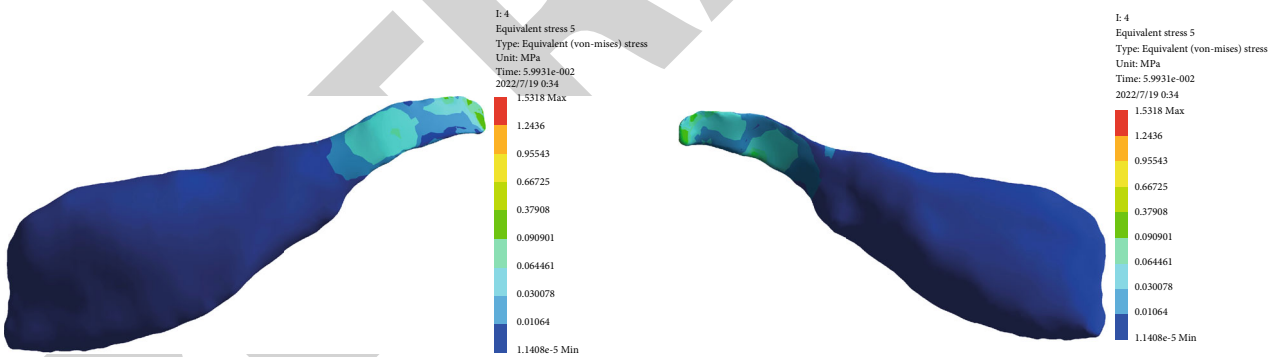 I: 4
Equivalent stress 5
Type: Equivalent (von-mises) stress
Unit: MPa
Time: 5.9931e-002
2022/7/19 0:34
1.5318 Max
1.2436
0.95543
0.66725
0.37908
0.090901
0.064461
0.030078
0.01064
1.1408e-5 Min
I: 4
Equivalent stress 5
Type: Equivalent (von-mises) stress
Unit: MPa
Time: 5.9931e-002
2022/7/19 0:34
1.5318 Max
1.2436
0.95543
0.66725
0.37908
0.090901
0.064461
0.030078
0.01064
1.1408e-5 Min